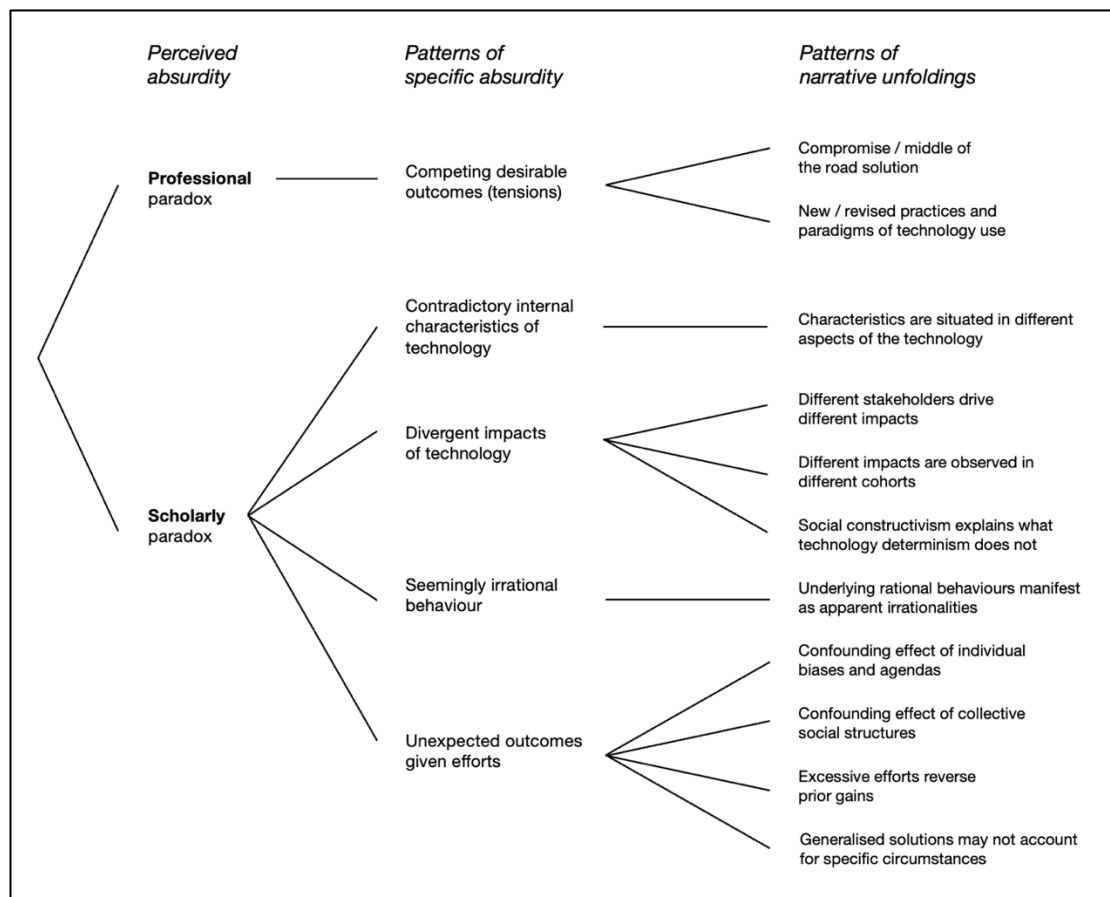 Perceived
absurdity
Patterns of
specific absurdity
Patterns of
narrative unfoldings
Professional
paradox
Competing desirable
outcomes (tensions)
Compromise / middle of
the road solution
New / revised practices and
paradigms of technology use
Scholarly
paradox
Contradictory internal
characteristics of
technology
Characteristics are situated in different
aspects of the technology
Divergent impacts
of technology
Different stakeholders drive
different impacts
Different impacts are observed in
different cohorts
Social constructivism explains what
technology determinism does not
Seemingly irrational
behaviour
Underlying rational behaviours manifest
as apparent irrationalities
Unexpected outcomes
given efforts
Confounding effect of individual
biases and agendas
Confounding effect of collective
social structures
Excessive efforts reverse
prior gains
Generalised solutions may not account
for specific circumstances